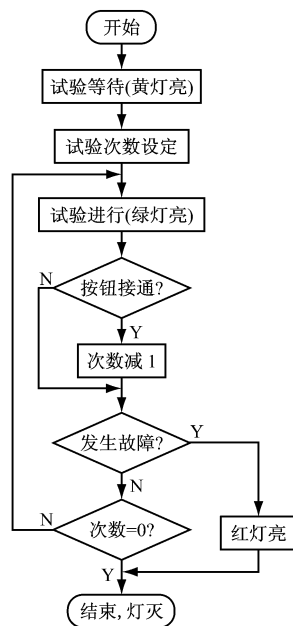 开始
试验等待(黄灯亮)
试验次数设定
试验进行(绿灯亮)
N
按钮接通?
Y
次数减 1
发生故障?
Y
N
N
次数=0?
红灯亮
Y
结束,灯灭